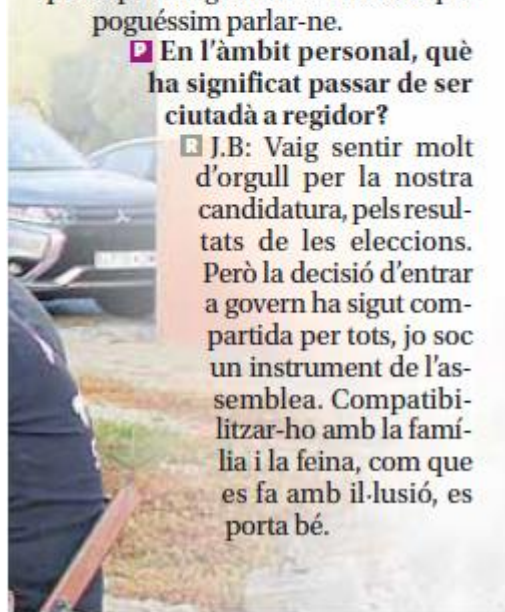 poguéssim parlar-ne.
P En l'àmbit personal, què
ha significat passar de ser
ciutadà a regidor?
R J.B: Vaig sentir molt
d'orgull per la nostra
candidatura, pels resul-
tats de les eleccions.
Però la decisió d'entrar
a govern ha sigut com-
partida per tots, jo soc
un instrument de l'as-
semblea. Compatibi-
litzar-ho amb la famí-
lia i la feina, com que
es fa amb il·lusió, es
porta bé.